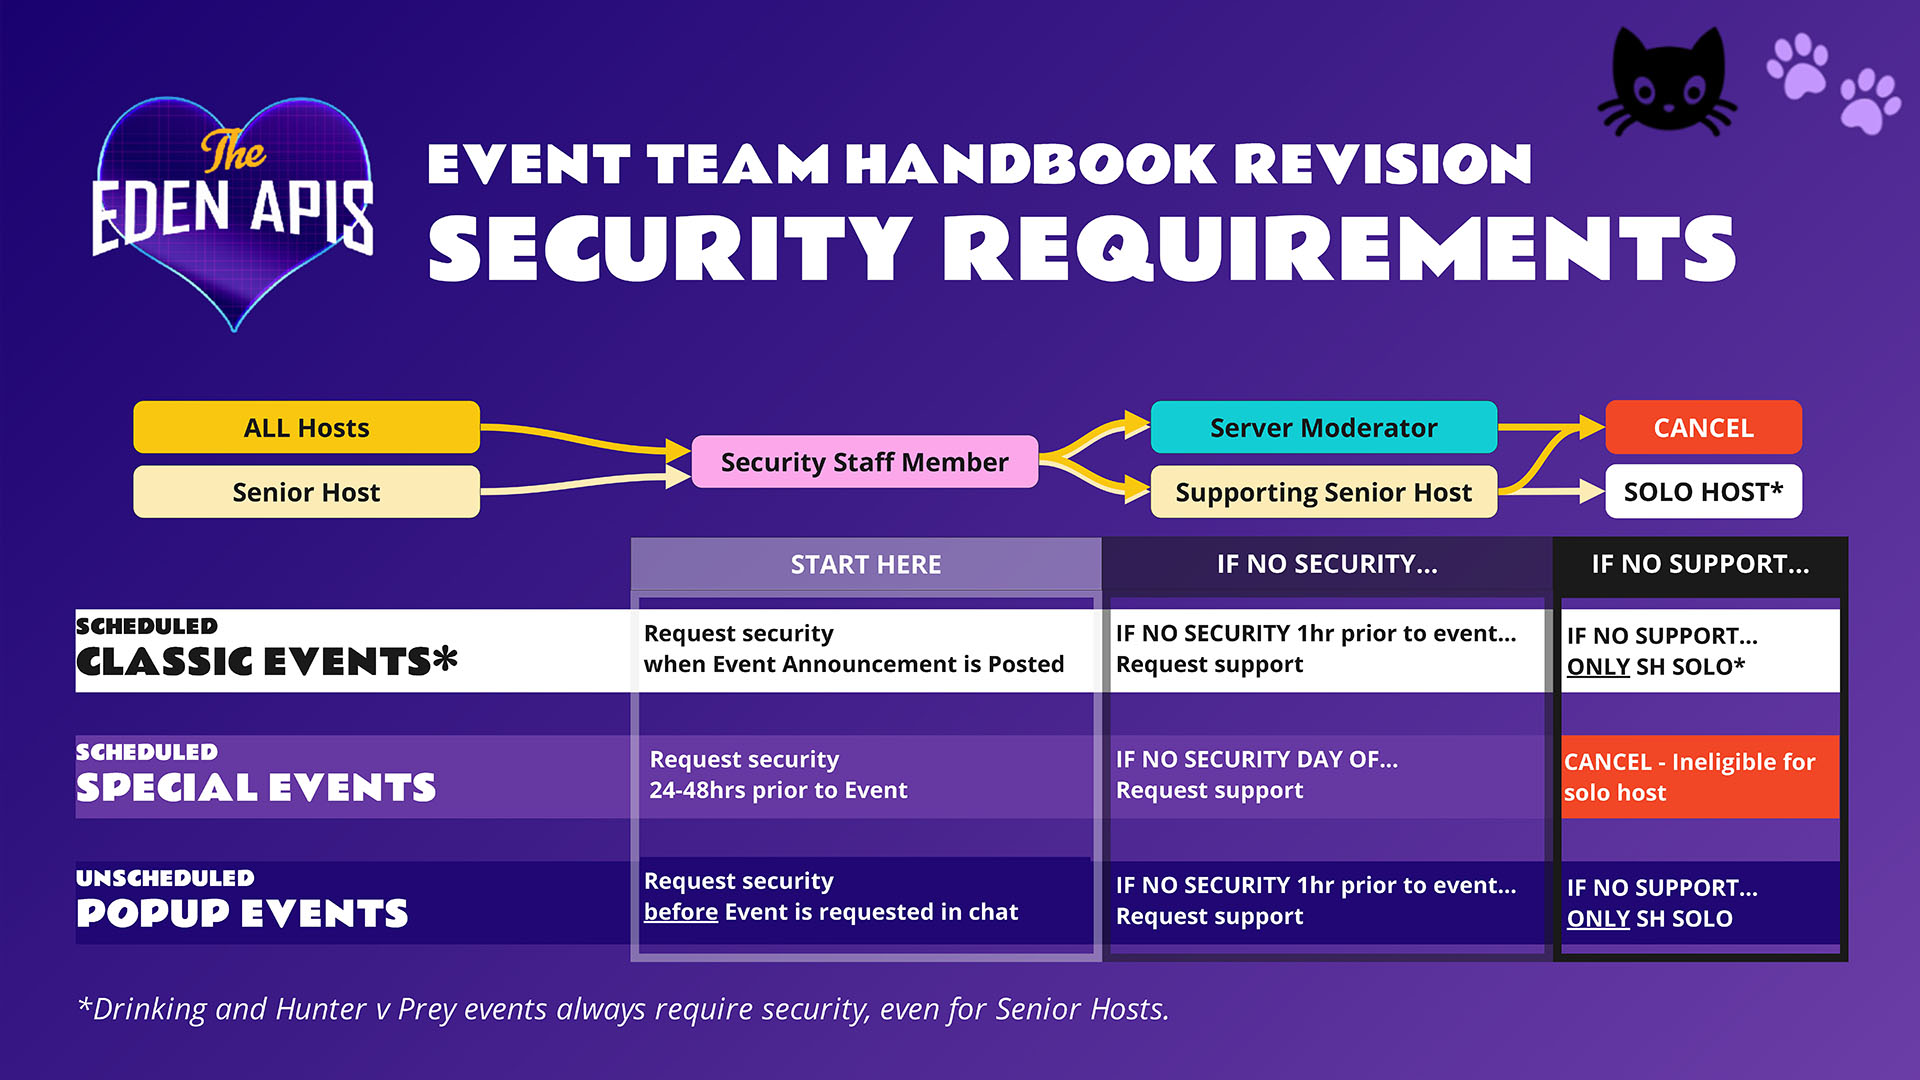 The
EDEN APIS
EVENT TEAM HANDBOOK REVISION
SECURITY REQUIREMENTS
ALL Hosts
Senior Host
Security Staff Member
Server Moderator
Supporting Senior Host
CANCEL
SOLO HOST*
START HERE
IF NO SECURITY...
IF NO SUPPORT...
SCHEDULED
CLASSIC EVENTS*
Request security
when Event Announcement is Posted
IF NO SECURITY 1hr prior to event...
Request support
IF NO SUPPORT...
ONLY SH SOLO*
SCHEDULED
SPECIAL EVENTS
Request security
24-48hrs prior to Event
IF NO SECURITY DAY OF...
Request support
CANCEL - Ineligible for
solo host
UNSCHEDULED
POPUP EVENTS
Request security
before Event is requested in chat
IF NO SECURITY 1hr prior to event...
Request support
IF NO SUPPORT...
ONLY SH SOLO
*Drinking and Hunter v Prey events always require security, even for Senior Hosts.